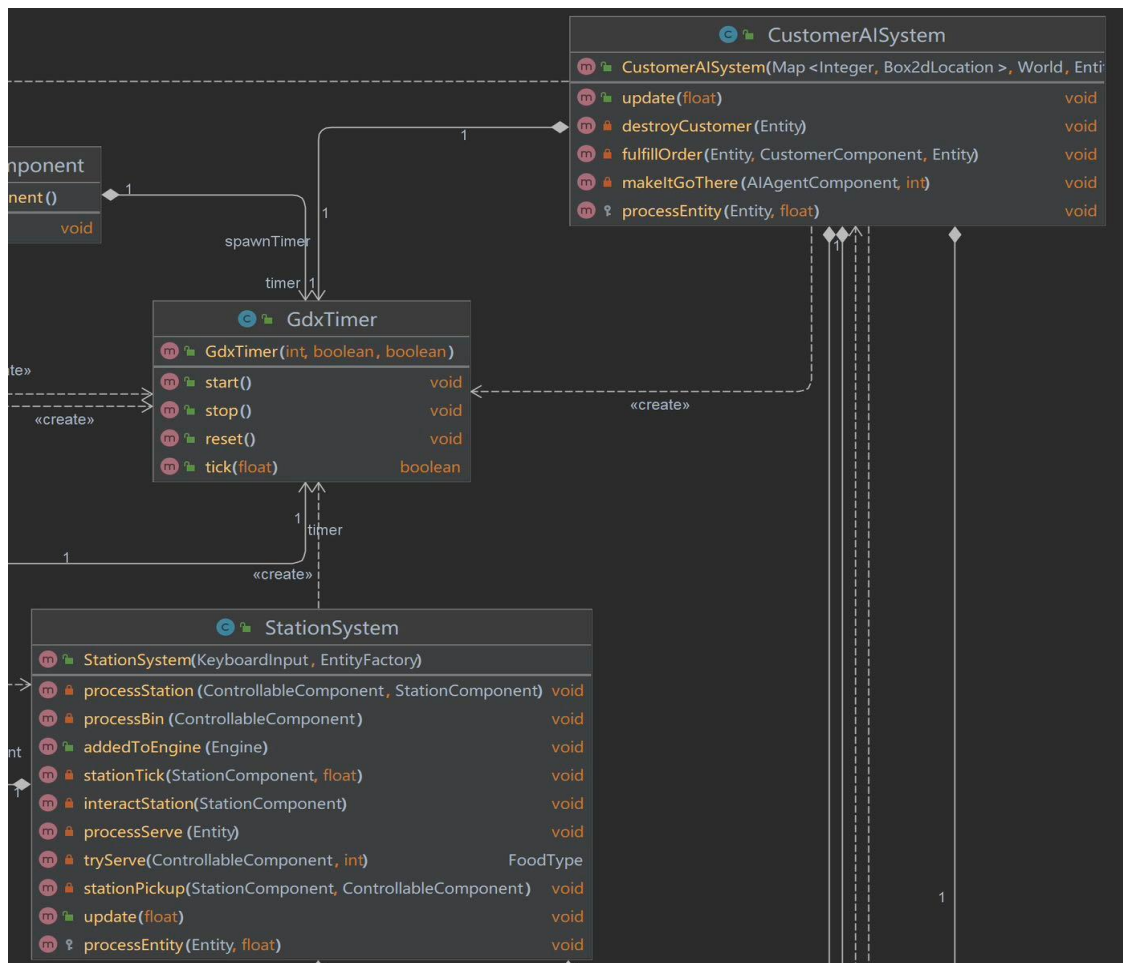 CustomerAISystem
CustomerAISystem(Map<Integer, Box2dLocation>, World, Enti
update(float) void
destroyCustomer(Entity) void
fulfillOrder(Entity, CustomerComponent, Entity) void
makeItGoThere(AIAgentComponent, int) void
processEntity(Entity, float) void
1
1
1
mponent
nent()
void
1
1
spawnTimer
timer 1
GdxTimer
GdxTimer(int, boolean, boolean)
start() void
stop() void
reset() void
tick(float) boolean
ate»
«create»
«create»
1
timer
1
«create»
StationSystem
StationSystem(KeyboardInput, EntityFactory)
processStation(ControllableComponent, StationComponent) void
processBin(ControllableComponent) void
addedToEngine(Engine) void
stationTick(StationComponent, float) void
interactStation(StationComponent) void
processServe(Entity) void
tryServe(ControllableComponent, int) FoodType
stationPickup(StationComponent, ControllableComponent) void
update(float) void
processEntity(Entity, float) void
nt
1
1